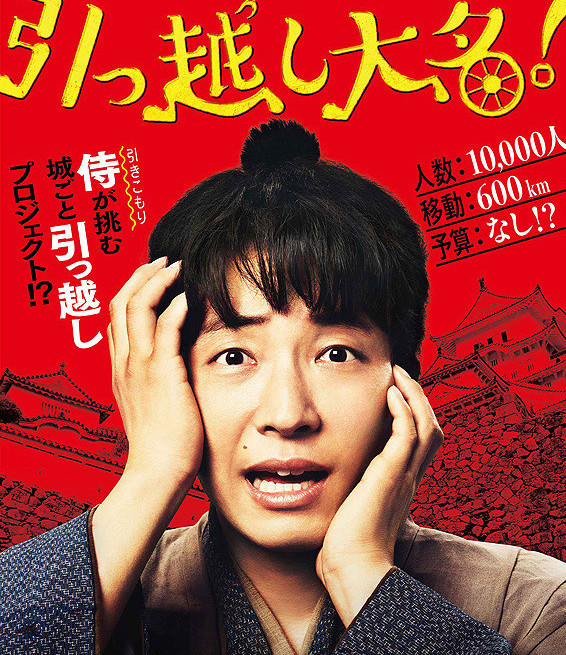 引っ越し大名!
引きこもり
侍が挑む
城ごと引っ越し
プロジェクト!?
人数:10,000人
移動:600km
予算:なし!?